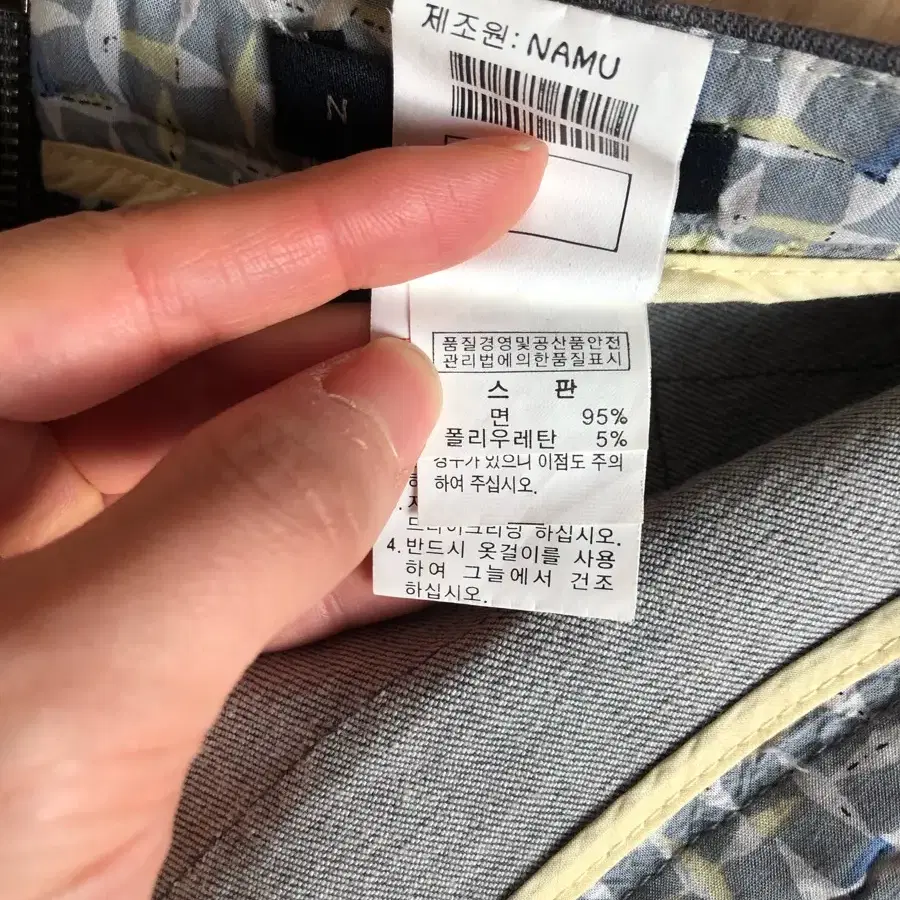 제조원: NAMU
N
품질경영및공산품안전
관리법에의한품질표시
스 판
면 95%
폴리우레탄 5%
경우가 있으니 이점도 주의
하여 주십시오.
드라이크리닝 하십시오.
4. 반드시 옷걸이를 사용
하여 그늘에서 건조
하십시오.